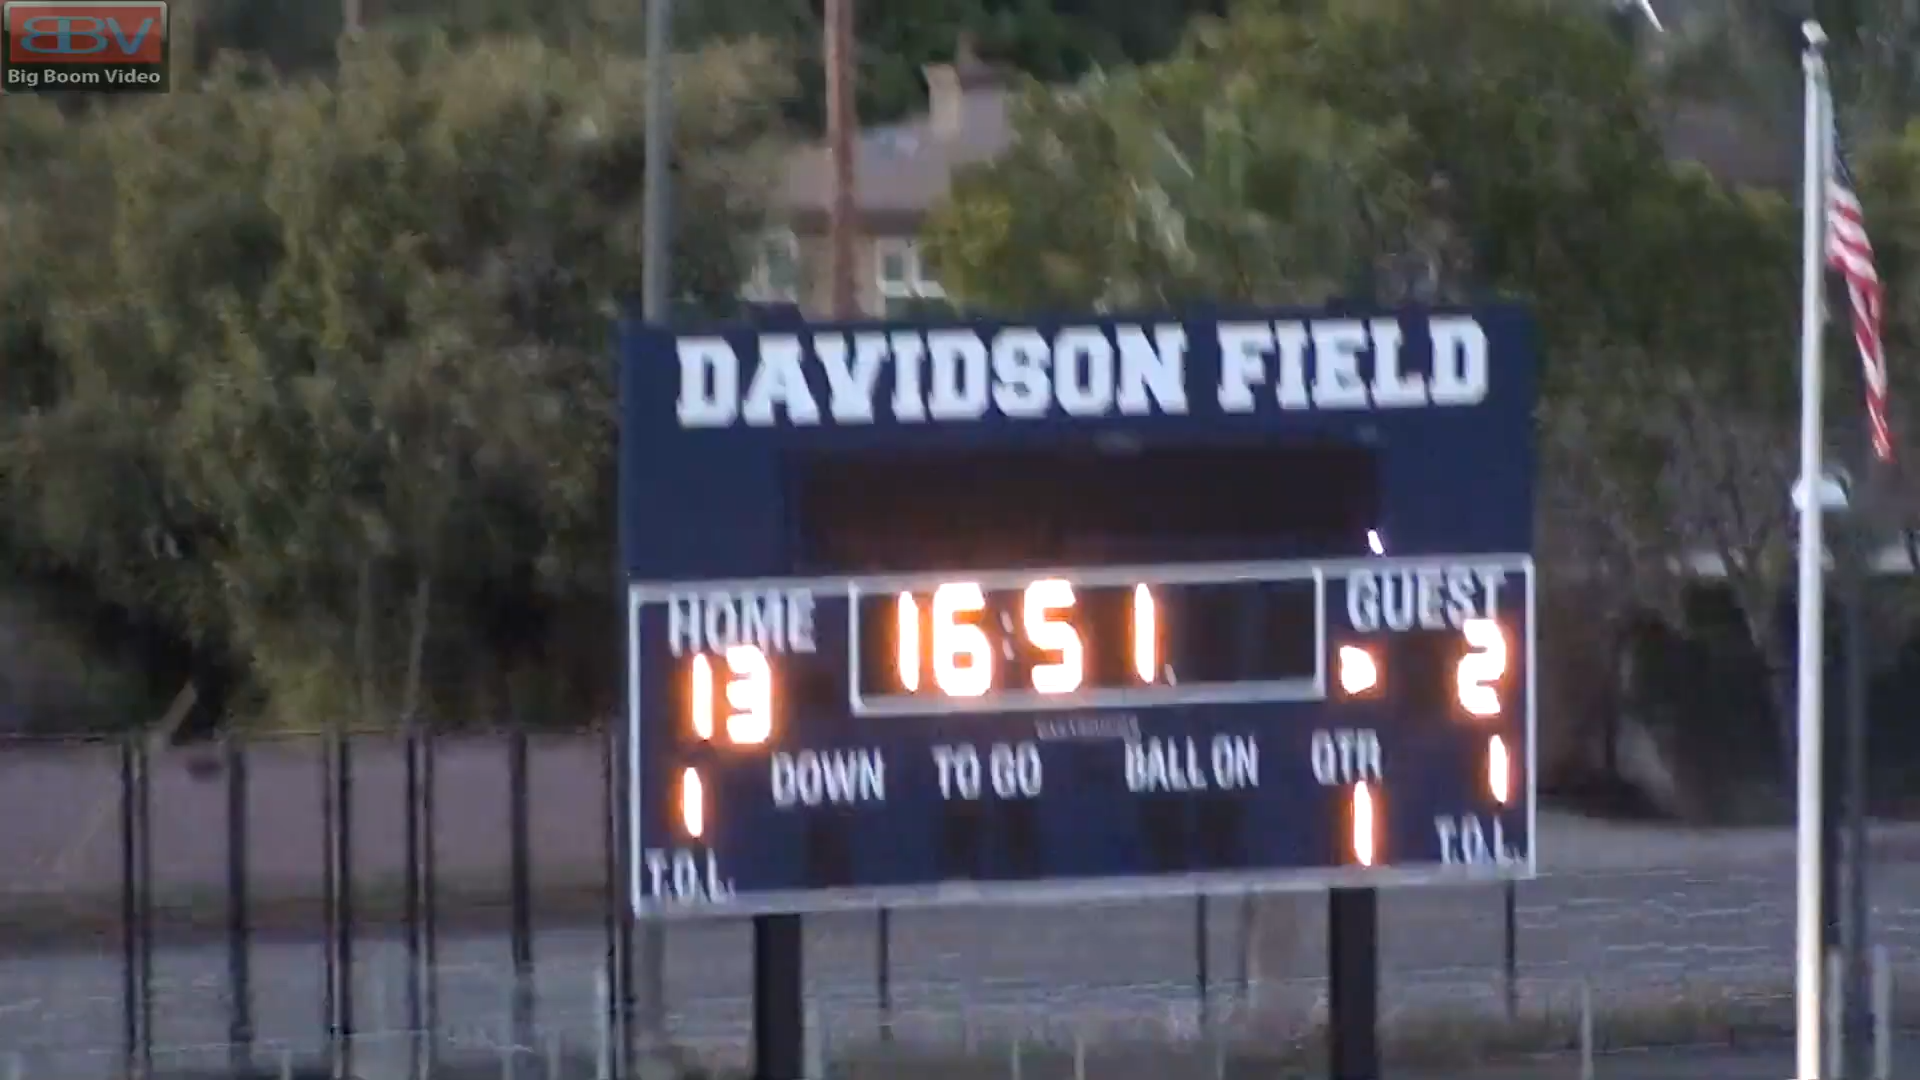 BBV
Big Boom Video
DAVIDSON FIELD
HOME 16:51 GUEST
13 2
DOWN TO GO BALL ON QTR
1 1 1
T.O.L. T.O.L.